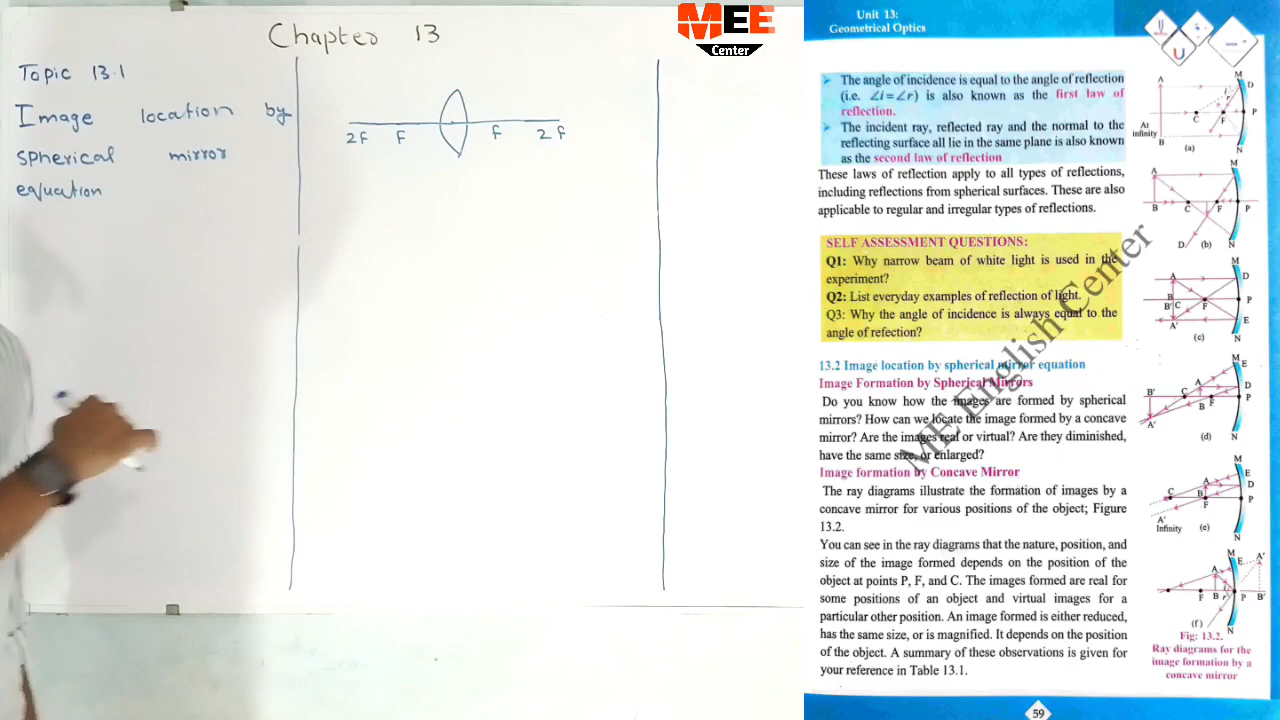 Chapter 13
Topic 13.1
Image location by
spherical mirror
equation
2F F F 2F
MEE
Center
Unit 13:
Geometrical Optics
The angle of incidence is equal to the angle of reflection
(i.e. ∠i=∠r) is also known as the first law of
reflection.
The incident ray, reflected ray and the normal to the
reflecting surface all lie in the same plane is also known
as the second law of reflection
These laws of reflection apply to all types of reflections,
including reflections from spherical surfaces. These are also
applicable to regular and irregular types of reflections.
SELF ASSESSMENT QUESTIONS:
Q1: Why narrow beam of white light is used in the
experiment?
Q2: List everyday examples of reflection of light.
Q3: Why the angle of incidence is always equal to the
angle of refection?
13.2 Image location by spherical mirror equation
Image Formation by Spherical Mirrors
Do you know how the images are formed by spherical
mirrors? How can we locate the image formed by a concave
mirror? Are the images real or virtual? Are they diminished,
have the same size, or enlarged?
Image formation by Concave Mirror
The ray diagrams illustrate the formation of images by a
concave mirror for various positions of the object; Figure
13.2.
You can see in the ray diagrams that the nature, position, and
size of the image formed depends on the position of the
object at points P, F, and C. The images formed are real for
some positions of an object and virtual images for a
particular other position. An image formed is either reduced,
has the same size, or is magnified. It depends on the position
of the object. A summary of these observations is given for
your reference in Table 13.1.
ME English Center
A M D
i r
C F P
At
infinity
B N
(a)
A M
B C F P
D N
(b)
M
A D
B
B' C F P
A' E
N
(c)
M E
B' C A D
B F P
A'
N
(d)
M
E
A D
C B
F P
A'
Infinity
N
(e)
M
E A'
A
i
F B r P B'
N
(f)
Fig: 13.2.
Ray diagrams for the
image formation by a
concave mirror
59